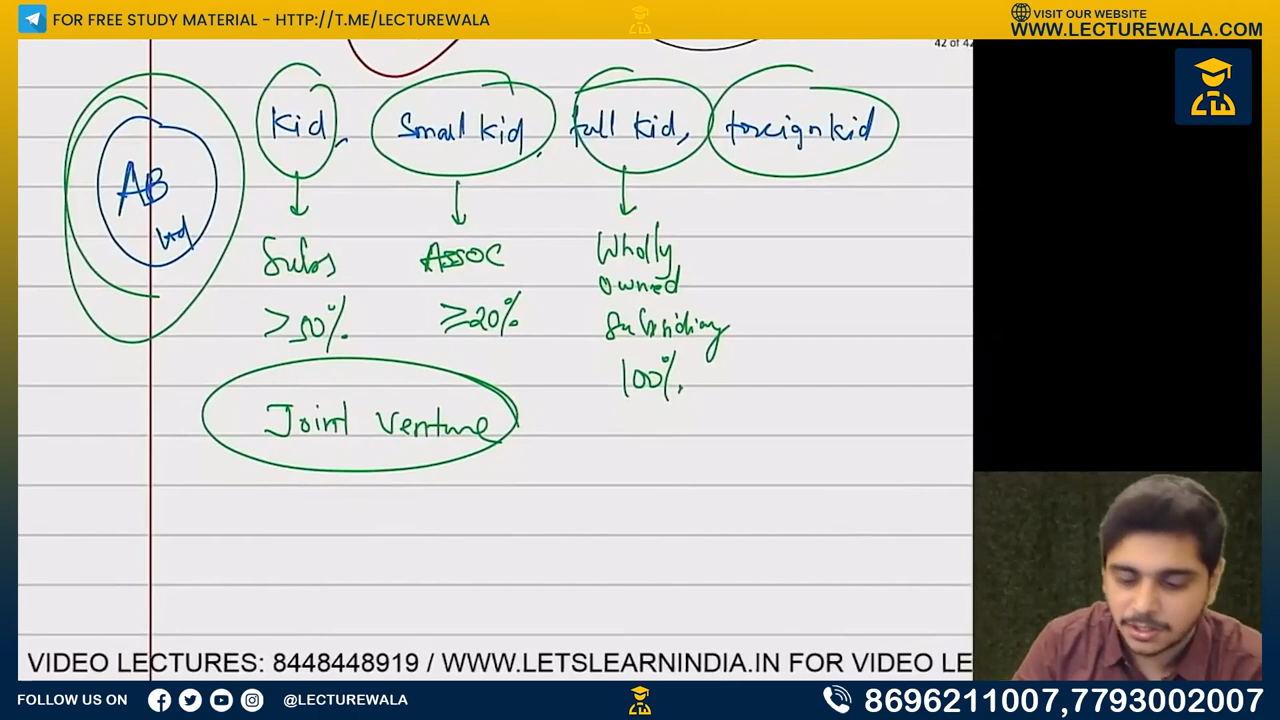 FOR FREE STUDY MATERIAL - HTTP://T.ME/LECTUREWALA
VISIT OUR WEBSITE
WWW.LECTUREWALA.COM
42 of 42
Kid, Small kid, full kid, foreign kid
AB
Ltd
Subs
>50%
Assoc
≥20%
Wholly
owned
Subsidiary
100%
Joint Venture
VIDEO LECTURES: 8448448919 / WWW.LETSLEARNINDIA.IN FOR VIDEO LE
FOLLOW US ON
@LECTUREWALA
8696211007,7793002007